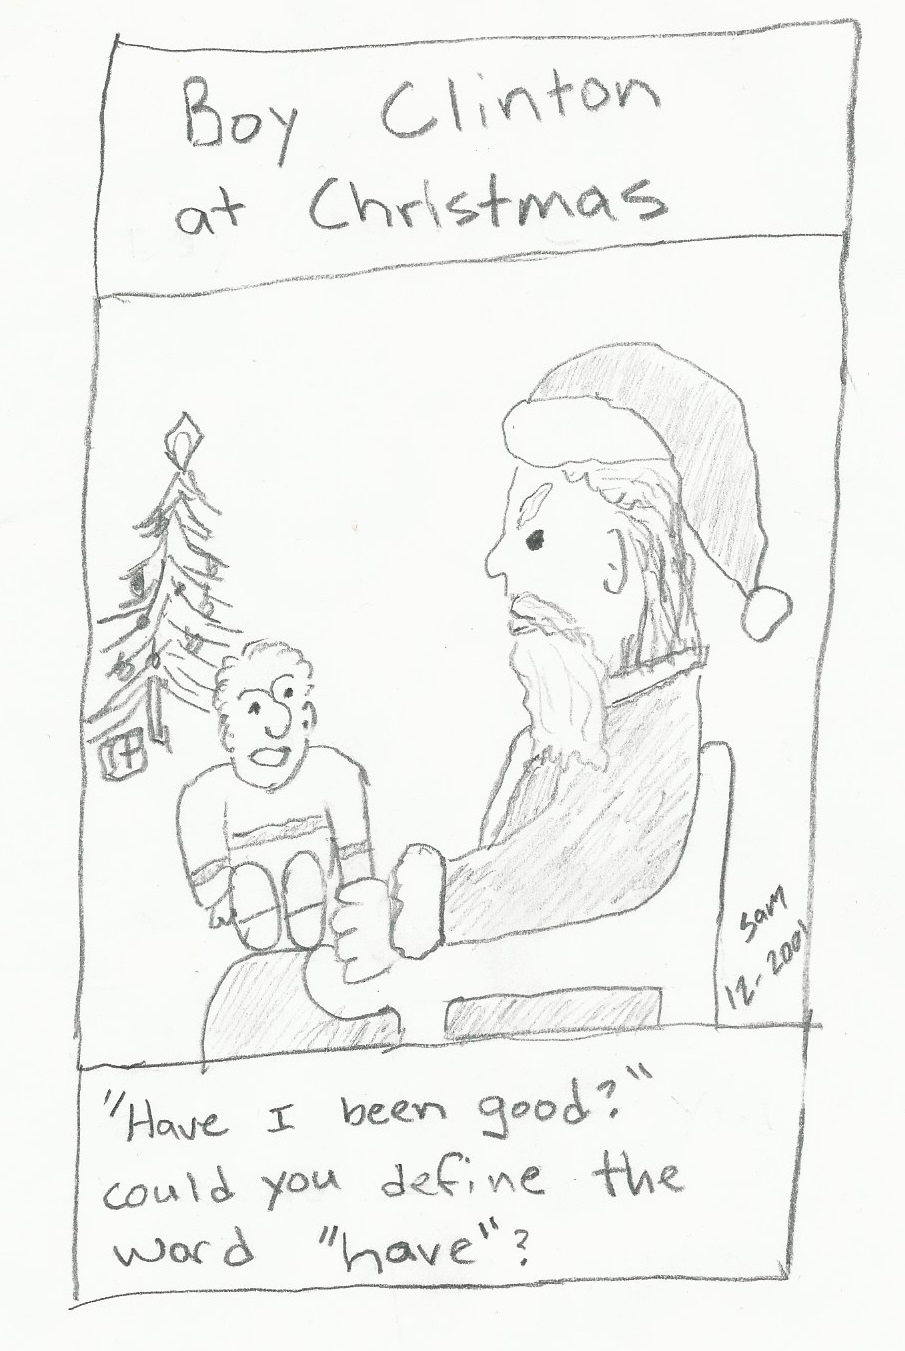 Boy Clinton
at Christmas
Sam
12-2001
"Have I been good?"
could you define the
word "have"?